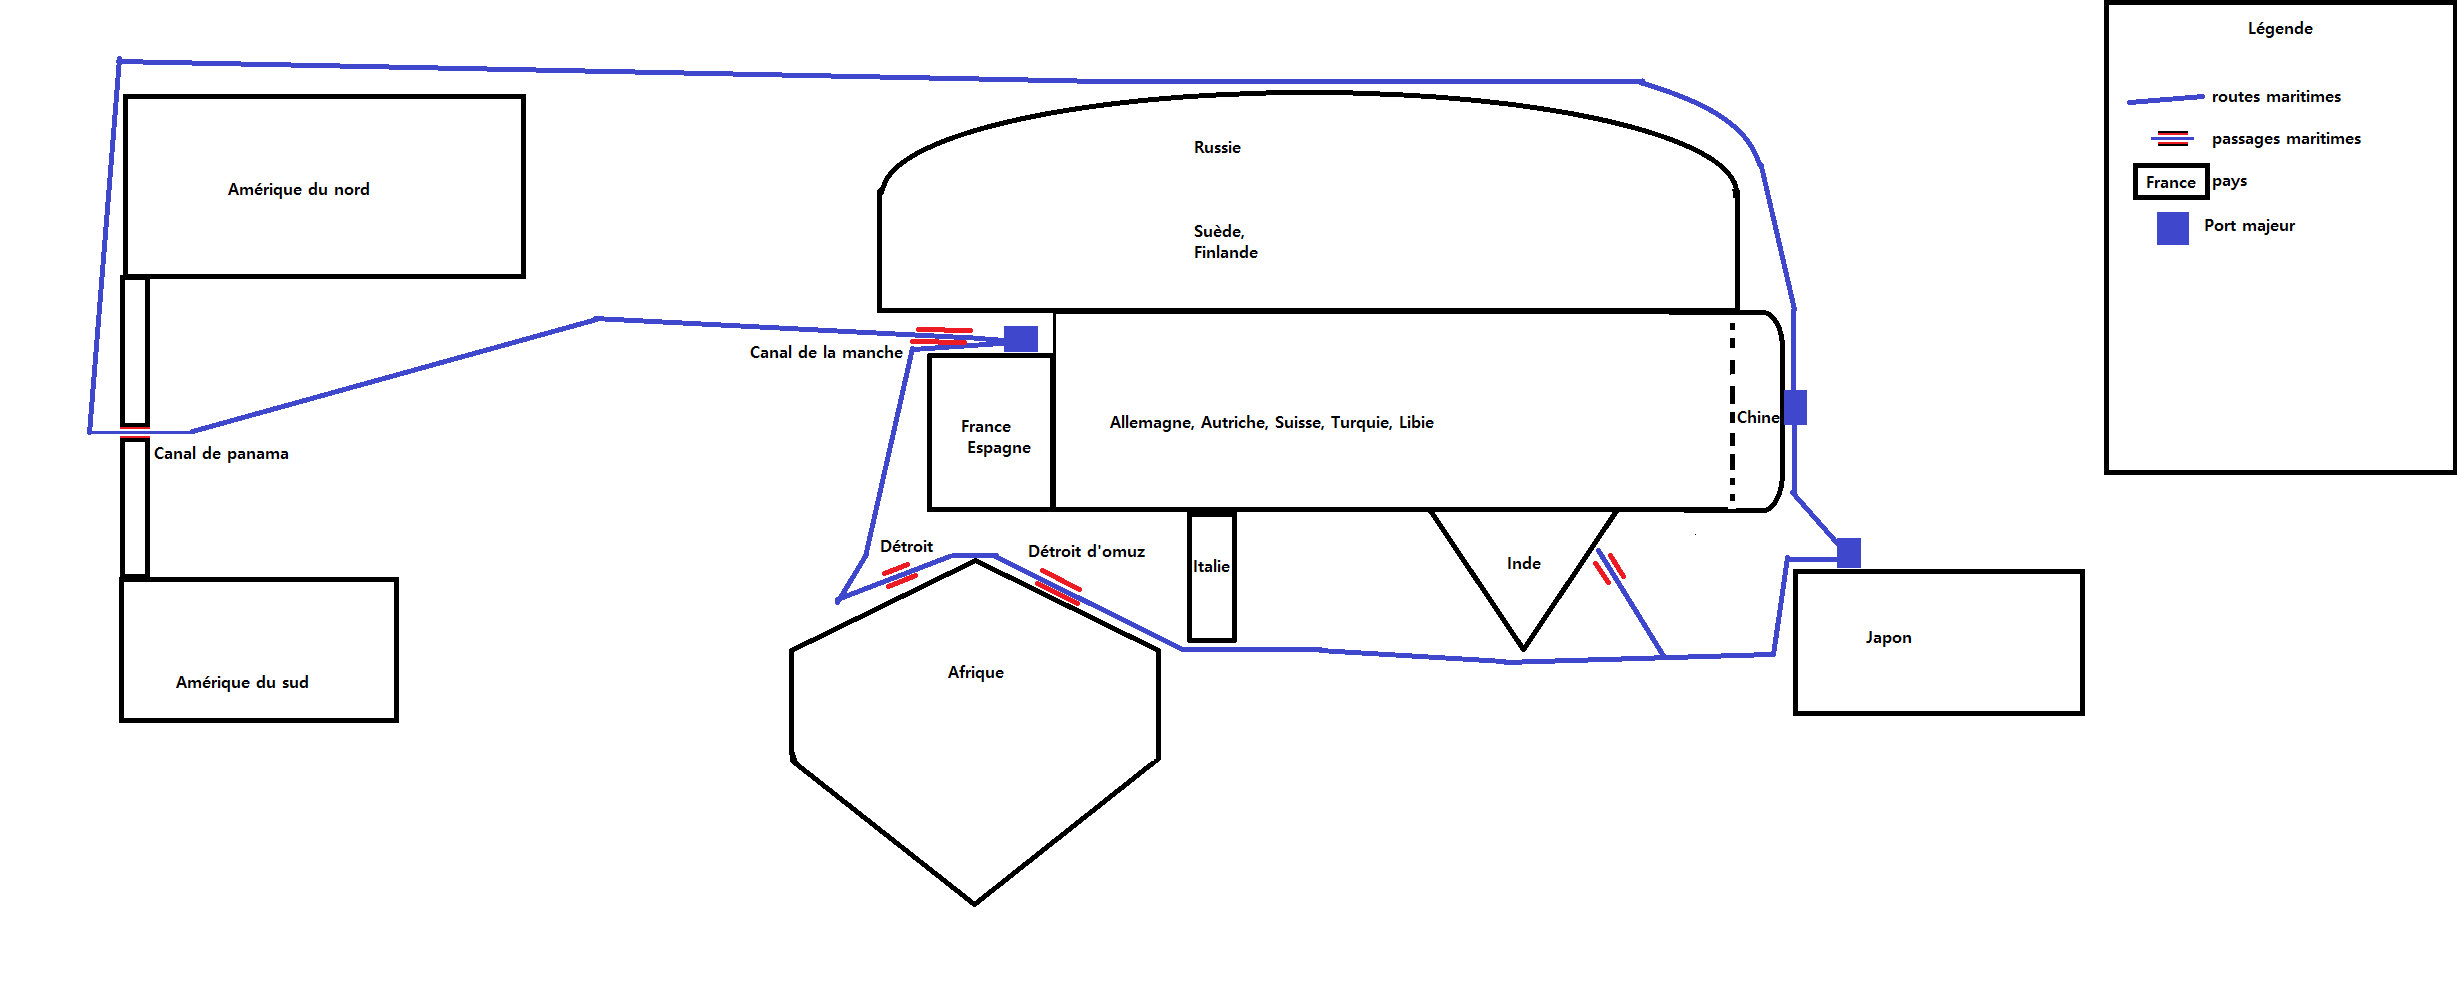 Légende
routes maritimes
passages maritimes
France
pays
Port majeur
Russie
Amérique du nord
Suède,
Finlande
Canal de la manche
France
Espagne
Allemagne, Autriche, Suisse, Turquie, Libie
Chine
Canal de panama
Détroit
Détroit d'omuz
Italie
Inde
Japon
Afrique
Amérique du sud